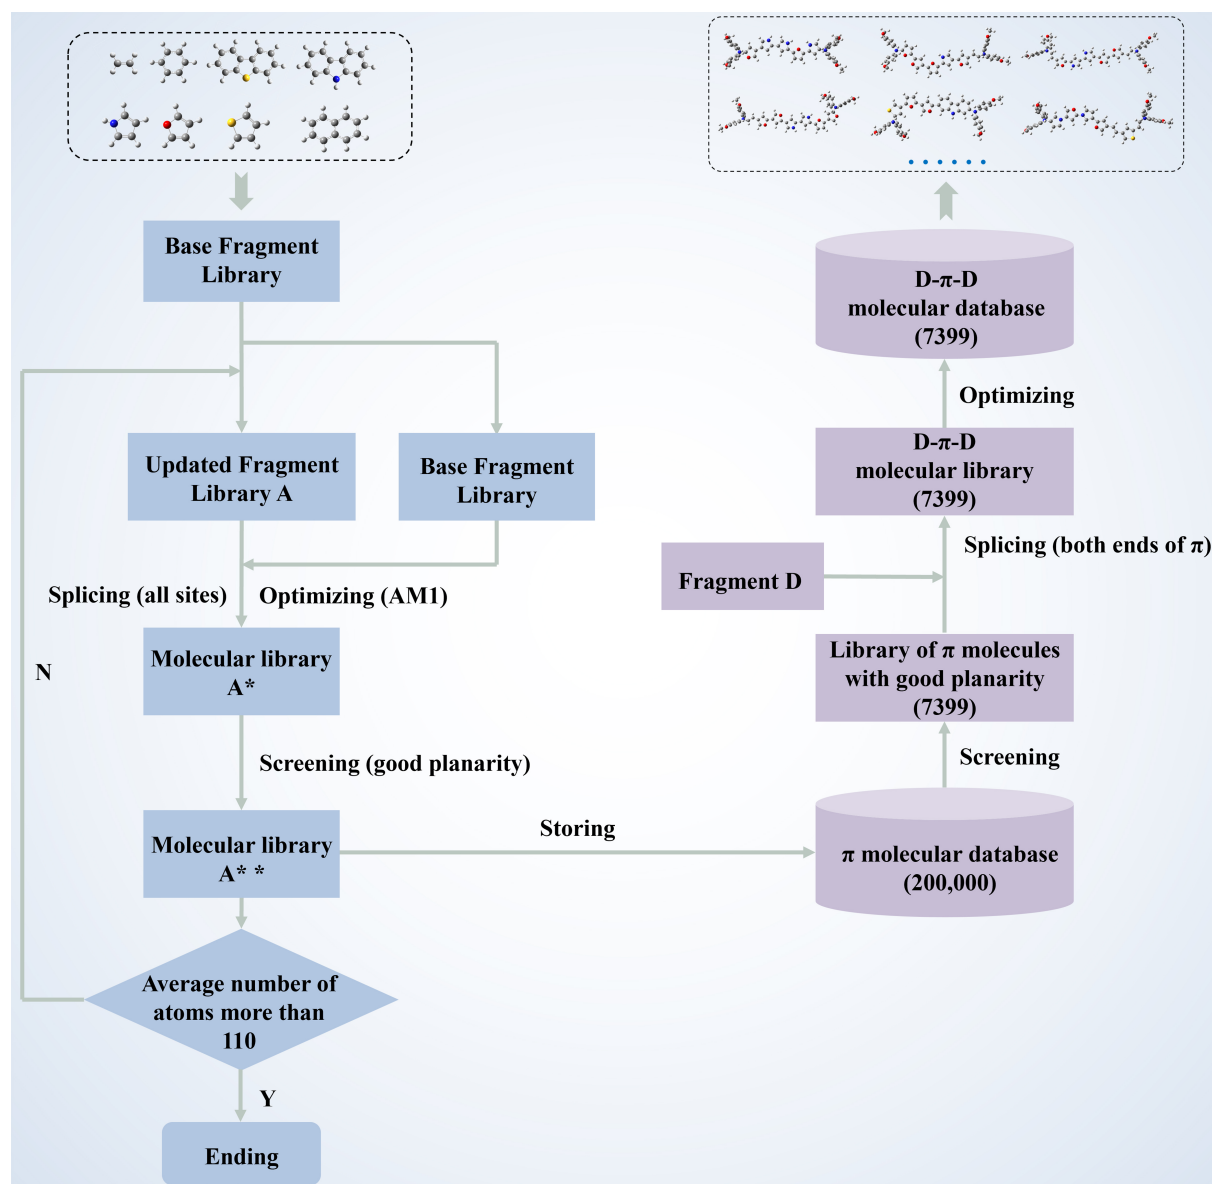 Base Fragment
Library
Updated Fragment
Library A
Base Fragment
Library
Splicing (all sites)
Optimizing (AM1)
Molecular library
A*
N
Screening (good planarity)
Molecular library
A* *
Storing
Average number of
atoms more than
110
Y
Ending
D-π-D
molecular database
(7399)
Optimizing
D-π-D
molecular library
(7399)
Splicing (both ends of π)
Fragment D
Library of π molecules
with good planarity
(7399)
Screening
π molecular database
(200,000)